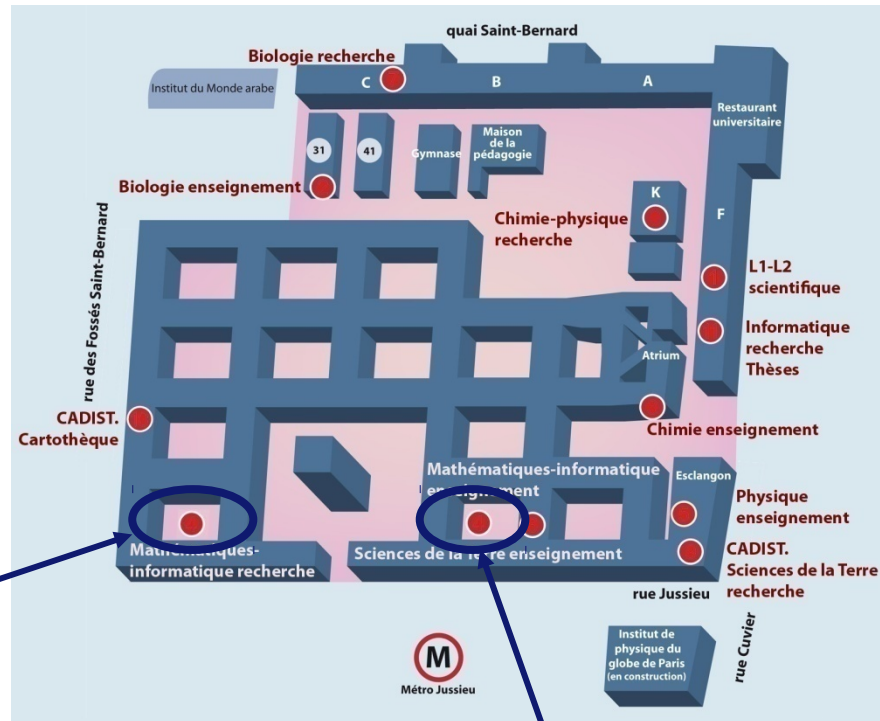 quai Saint-Bernard
Biologie recherche
Institut du Monde arabe
C
B
A
Restaurant
universitaire
31
41
Gymnase
Maison
de la
pédagogie
Biologie enseignement
K
F
Chimie-physique
recherche
rue des Fossés Saint-Bernard
L1-L2
scientifique
Informatique
recherche
Thèses
Atrium
CADIST.
Cartothèque
Chimie enseignement
Mathématiques-informatique
enseignement
Esclangon
Physique
enseignement
Mathématiques-
informatique recherche
Sciences de la Terre enseignement
CADIST.
Sciences de la Terre
recherche
rue Jussieu
rue Cuvier
M
Métro Jussieu
Institut de
physique du
globe de Paris
(en construction)